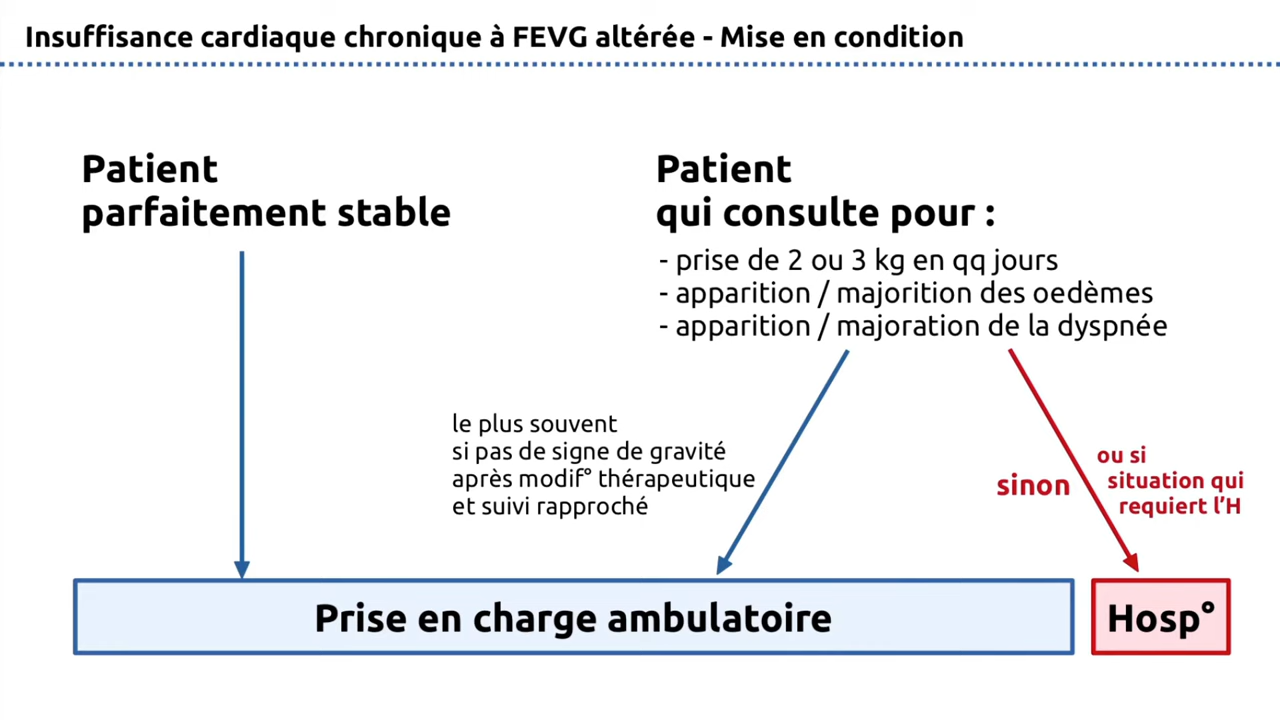 Insuffisance cardiaque chronique à FEVG altérée - Mise en condition
Patient
parfaitement stable
Patient
qui consulte pour :
- prise de 2 ou 3 kg en qq jours
- apparition / majorition des oedèmes
- apparition / majoration de la dyspnée
le plus souvent
si pas de signe de gravité
après modif° thérapeutique
et suivi rapproché
sinon
ou si
situation qui
requiert l’H
Prise en charge ambulatoire
Hosp°